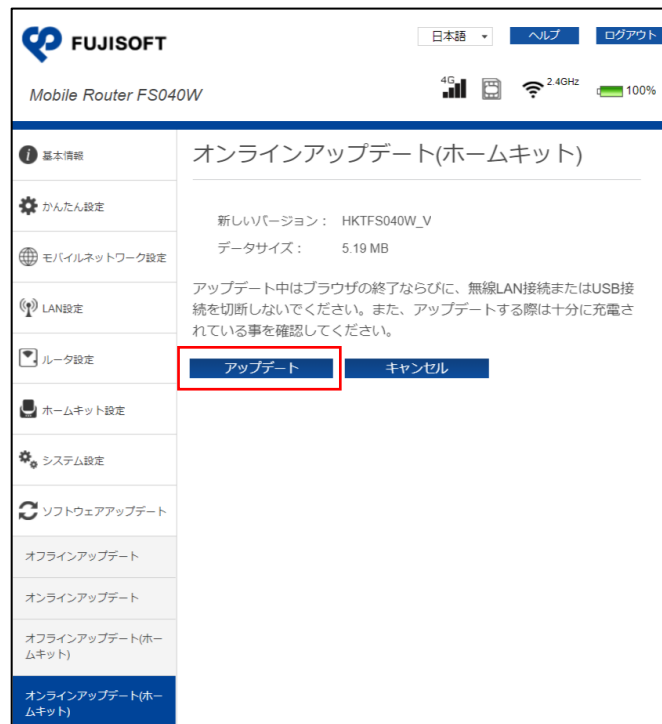 FUJISOFT
日本語
ヘルプ
ログアウト
Mobile Router FS040W
4G
2.4GHz
100%
基本情報
かんたん設定
モバイルネットワーク設定
LAN設定
ルータ設定
ホームキット設定
システム設定
ソフトウェアアップデート
オフラインアップデート
オンラインアップデート
オフラインアップデート(ホー
ムキット)
オンラインアップデート(ホー
ムキット)
オンラインアップデート(ホームキット)
新しいバージョン： HKTFS040W_V
データサイズ： 5.19 MB
アップデート中はブラウザの終了ならびに、無線LAN接続またはUSB接
続を切断しないでください。また、アップデートする際は十分に充電さ
れている事を確認してください。
アップデート
キャンセル